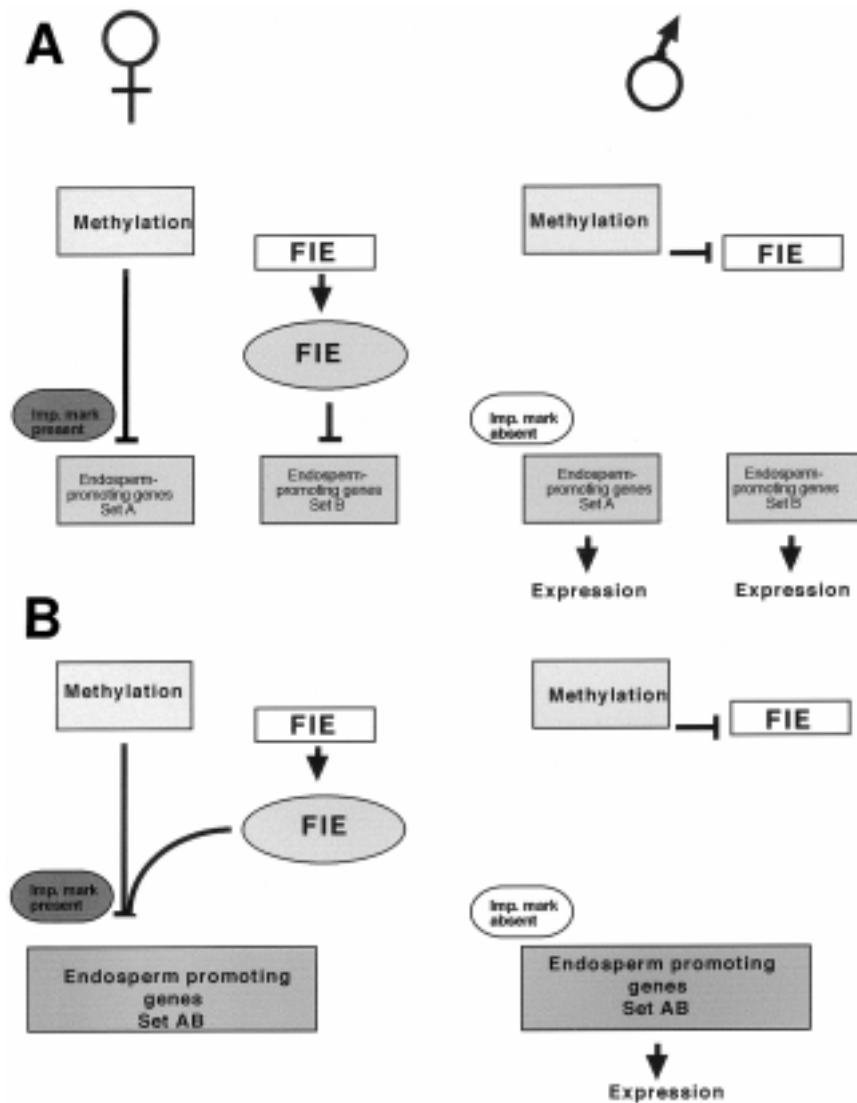 A
Methylation
FIE
FIE
Imp. mark
present
Endosperm-
promoting genes
Set A
Endosperm-
promoting genes
Set B
Methylation
FIE
Imp. mark
absent
Endosperm-
promoting genes
Set A
Endosperm-
promoting genes
Set B
Expression
Expression
B
Methylation
FIE
FIE
Imp. mark
present
Endosperm promoting
genes
Set AB
Methylation
FIE
Imp. mark
absent
Endosperm promoting
genes
Set AB
Expression